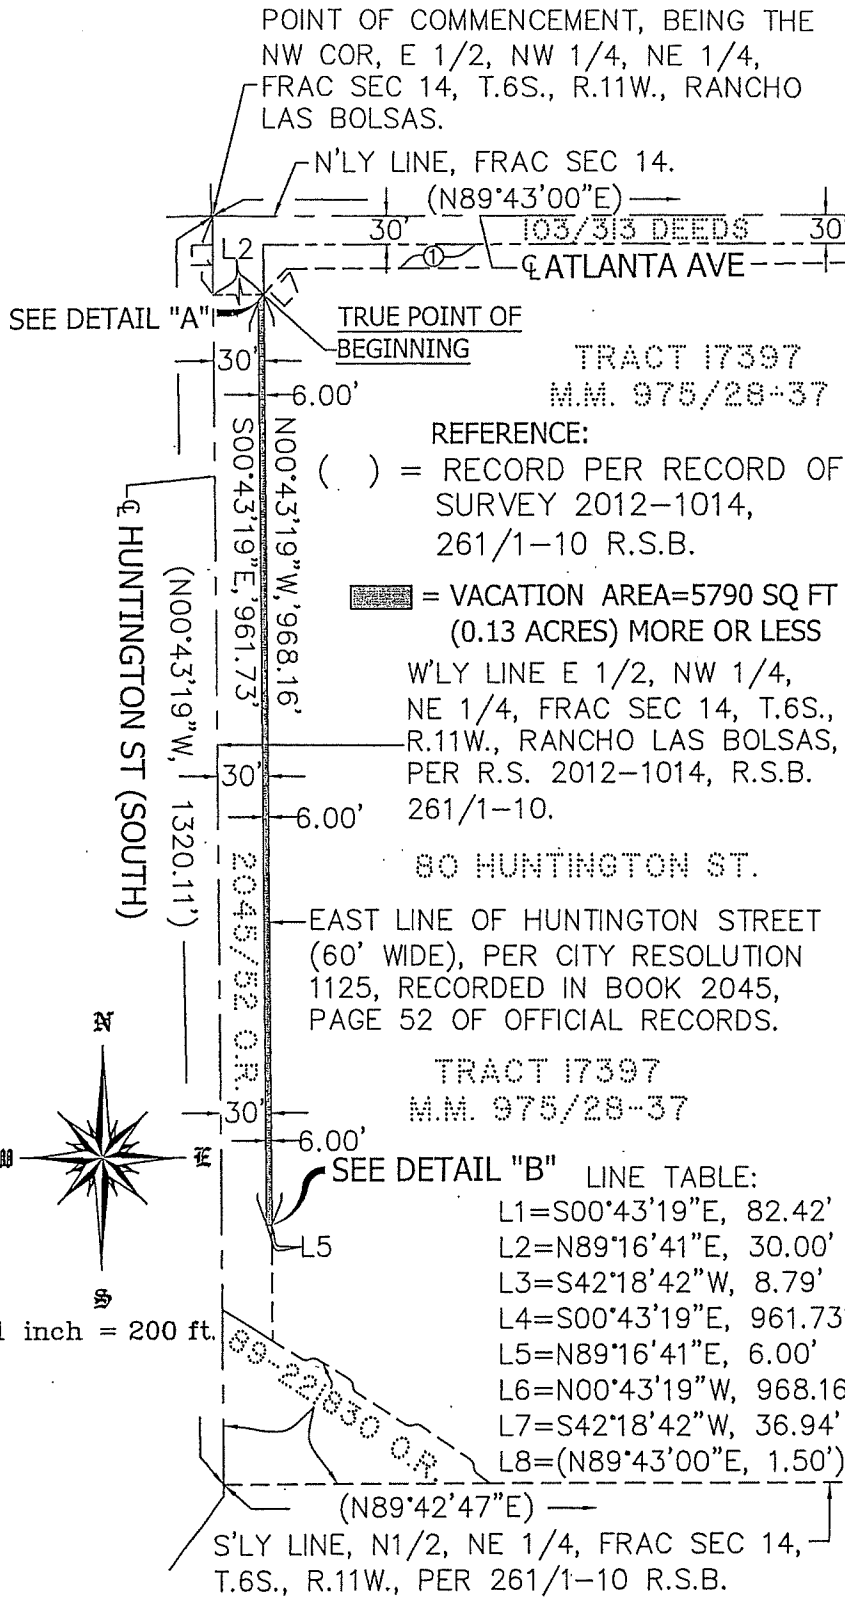 POINT OF COMMENCEMENT, BEING THE
NW COR, E 1/2, NW 1/4, NE 1/4,
FRAC SEC 14, T.6S., R.11W., RANCHO
LAS BOLSAS.
N'LY LINE, FRAC SEC 14.
(N89°43'00"E)
30'
103/313 DEEDS
30'
L2
1
℄ ATLANTA AVE
SEE DETAIL "A"
TRUE POINT OF
BEGINNING
30'
6.00'
TRACT 17397
M.M. 975/28-37
REFERENCE:
( ) = RECORD PER RECORD OF
SURVEY 2012-1014,
261/1-10 R.S.B.
N00°43'19"W, 968.16'
S00°43'19"E, 961.73'
℄ HUNTINGTON ST (SOUTH)
(N00°43'19"W, 1320.11')
= VACATION AREA=5790 SQ FT
(0.13 ACRES) MORE OR LESS
W'LY LINE E 1/2, NW 1/4,
NE 1/4, FRAC SEC 14, T.6S.,
R.11W., RANCHO LAS BOLSAS,
PER R.S. 2012-1014, R.S.B.
261/1-10.
30'
6.00'
80 HUNTINGTON ST.
2045/52 O.R.
EAST LINE OF HUNTINGTON STREET
(60' WIDE), PER CITY RESOLUTION
1125, RECORDED IN BOOK 2045,
PAGE 52 OF OFFICIAL RECORDS.
N
W
E
S
TRACT 17397
M.M. 975/28-37
30'
6.00'
SEE DETAIL "B"
L5
1 inch = 200 ft.
LINE TABLE:
L1=S00°43'19"E, 82.42'
L2=N89°16'41"E, 30.00'
L3=S42°18'42"W, 8.79'
L4=S00°43'19"E, 961.73'
L5=N89°16'41"E, 6.00'
L6=N00°43'19"W, 968.16
L7=S42°18'42"W, 36.94'
L8=(N89°43'00"E, 1.50')
89-221830 O.R.
(N89°42'47"E)
S'LY LINE, N1/2, NE 1/4, FRAC SEC 14,
T.6S., R.11W., PER 261/1-10 R.S.B.